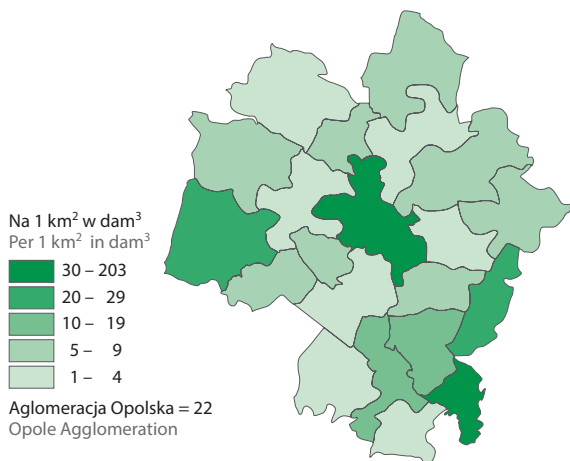 Na 1 km² w dam³
Per 1 km² in dam³
30 – 203
20 – 29
10 – 19
5 – 9
1 – 4
Aglomeracja Opolska = 22
Opole Agglomeration